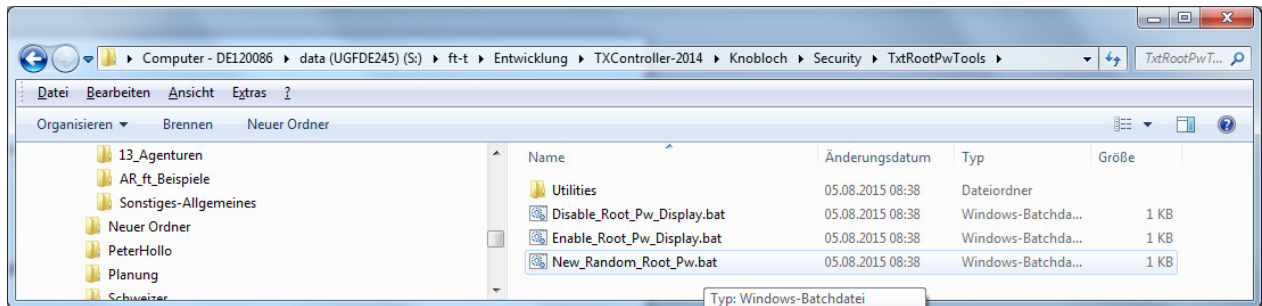 Computer - DE120086 ▸ data (UGFDE245) (S:) ▸ ft-t ▸ Entwicklung ▸ TXController-2014 ▸ Knobloch ▸ Security ▸ TxtRootPwTools ▸ TxtRootPwT...
Datei Bearbeiten Ansicht Extras ?
Organisieren Brennen Neuer Ordner
13_Agenturen
AR_ft_Beispiele
Sonstiges-Allgemeines
Neuer Ordner
PeterHollo
Planung
Schweizer
Name Änderungsdatum Typ Größe
Utilities 05.08.2015 08:38 Dateiordner
Disable_Root_Pw_Display.bat 05.08.2015 08:38 Windows-Batchda... 1 KB
Enable_Root_Pw_Display.bat 05.08.2015 08:38 Windows-Batchda... 1 KB
New_Random_Root_Pw.bat 05.08.2015 08:38 Windows-Batchda... 1 KB
Typ: Windows-Batchdatei